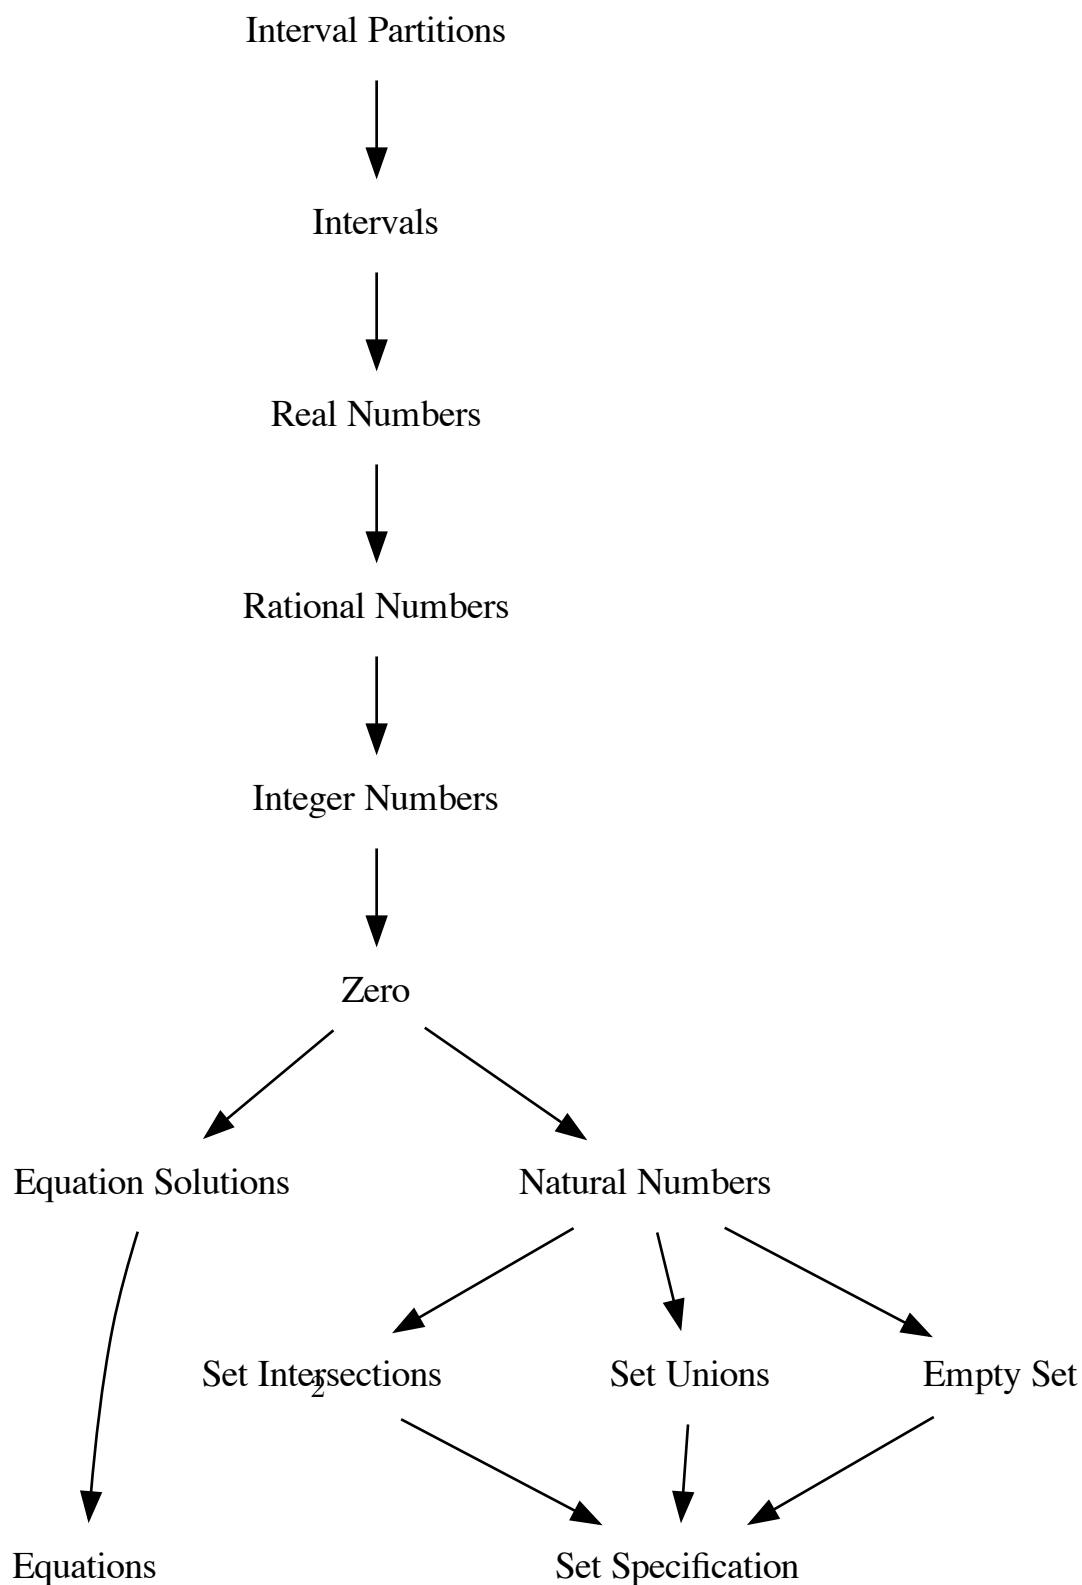 Interval Partitions
Intervals
Real Numbers
Rational Numbers
Integer Numbers
Zero
Equation Solutions Natural Numbers
Set Intersections Set Unions Empty Set
2
Equations Set Specification